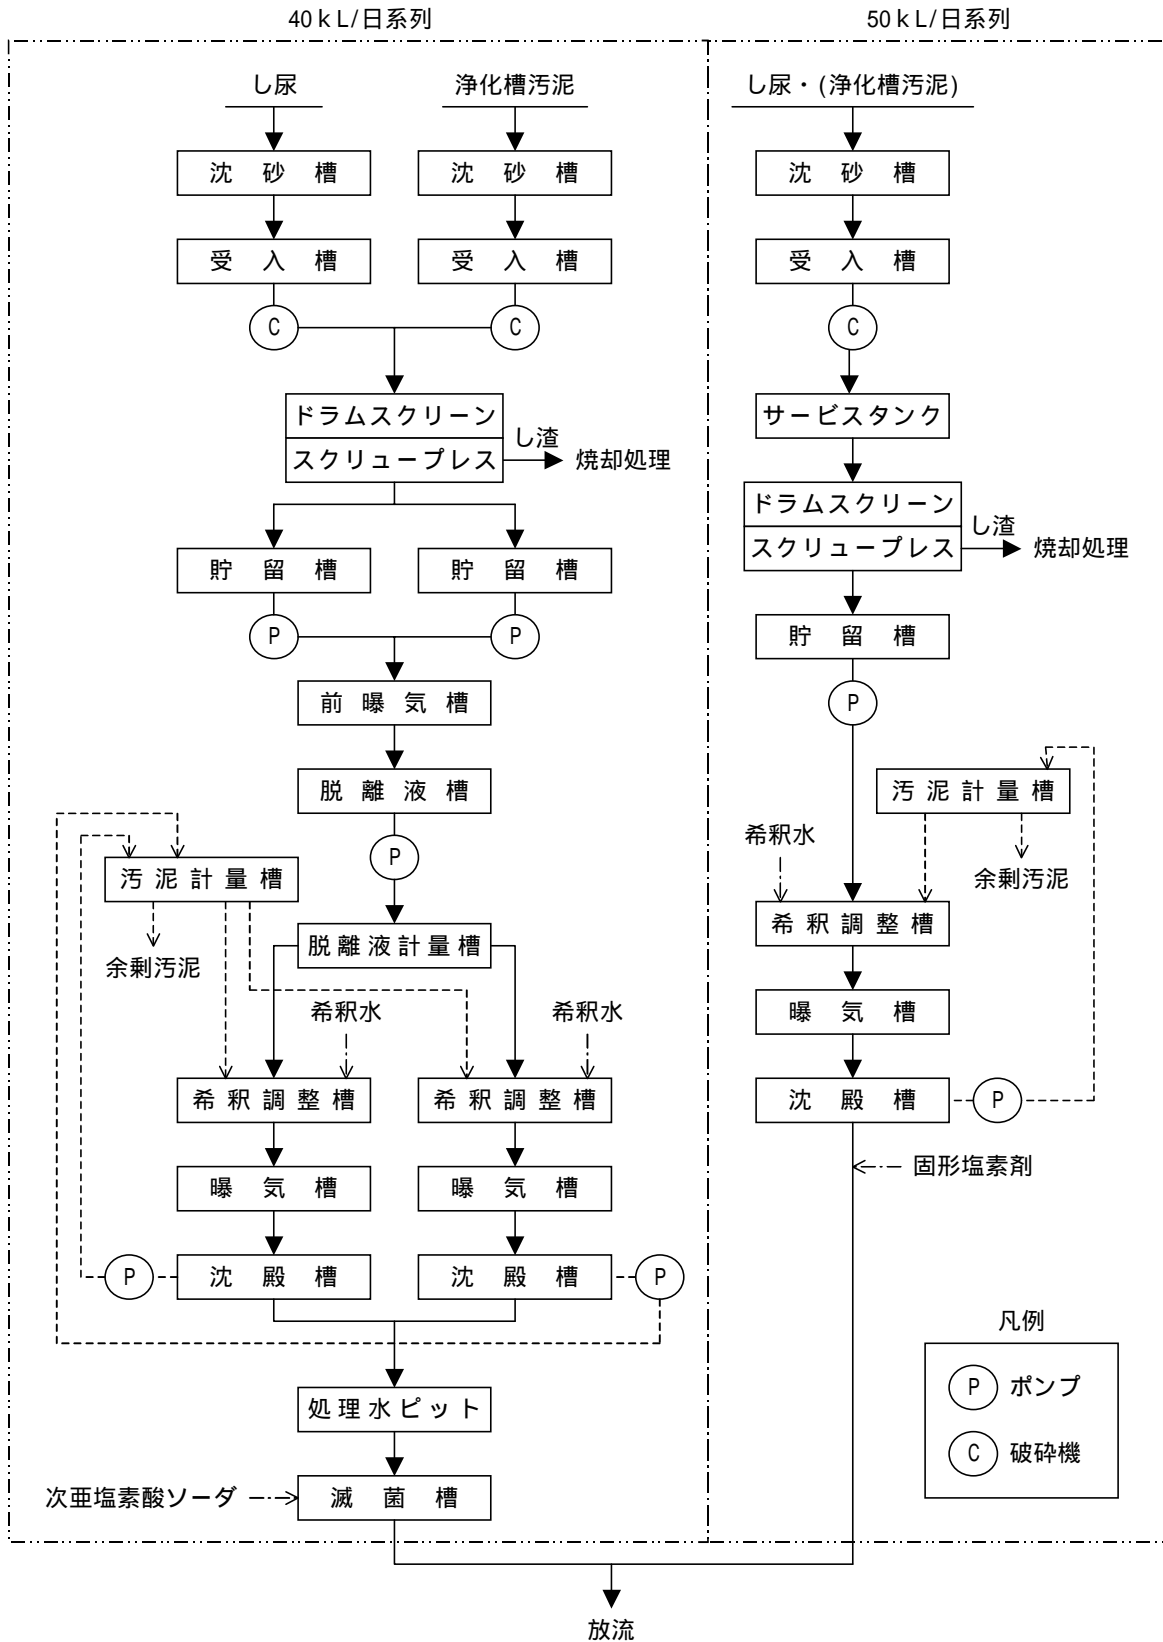 40ｋL/日系列
50ｋL/日系列
し尿
浄化槽汚泥
沈砂槽
沈砂槽
受入槽
受入槽
C
C
ドラムスクリーン
スクリュープレス
し渣
焼却処理
貯留槽
貯留槽
P
P
前曝気槽
脱離液槽
P
汚泥計量槽
余剰汚泥
脱離液計量槽
希釈水
希釈水
希釈調整槽
希釈調整槽
曝気槽
曝気槽
P
沈殿槽
沈殿槽
P
処理水ピット
次亜塩素酸ソーダ
滅菌槽
し尿・(浄化槽汚泥)
沈砂槽
受入槽
C
サービスタンク
ドラムスクリーン
スクリュープレス
し渣
焼却処理
貯留槽
P
汚泥計量槽
希釈水
余剰汚泥
希釈調整槽
曝気槽
沈殿槽
P
固形塩素剤
凡例
P ポンプ
C 破砕機
放流